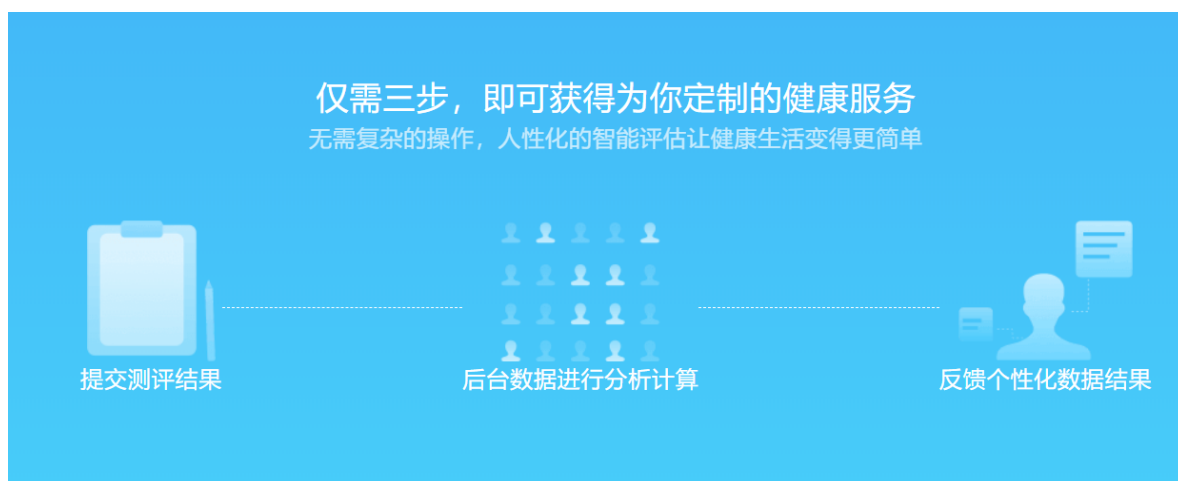 仅需三步，即可获得为你定制的健康服务
无需复杂的操作，人性化的智能评估让健康生活变得更简单
提交测评结果
后台数据进行分析计算
反馈个性化数据结果